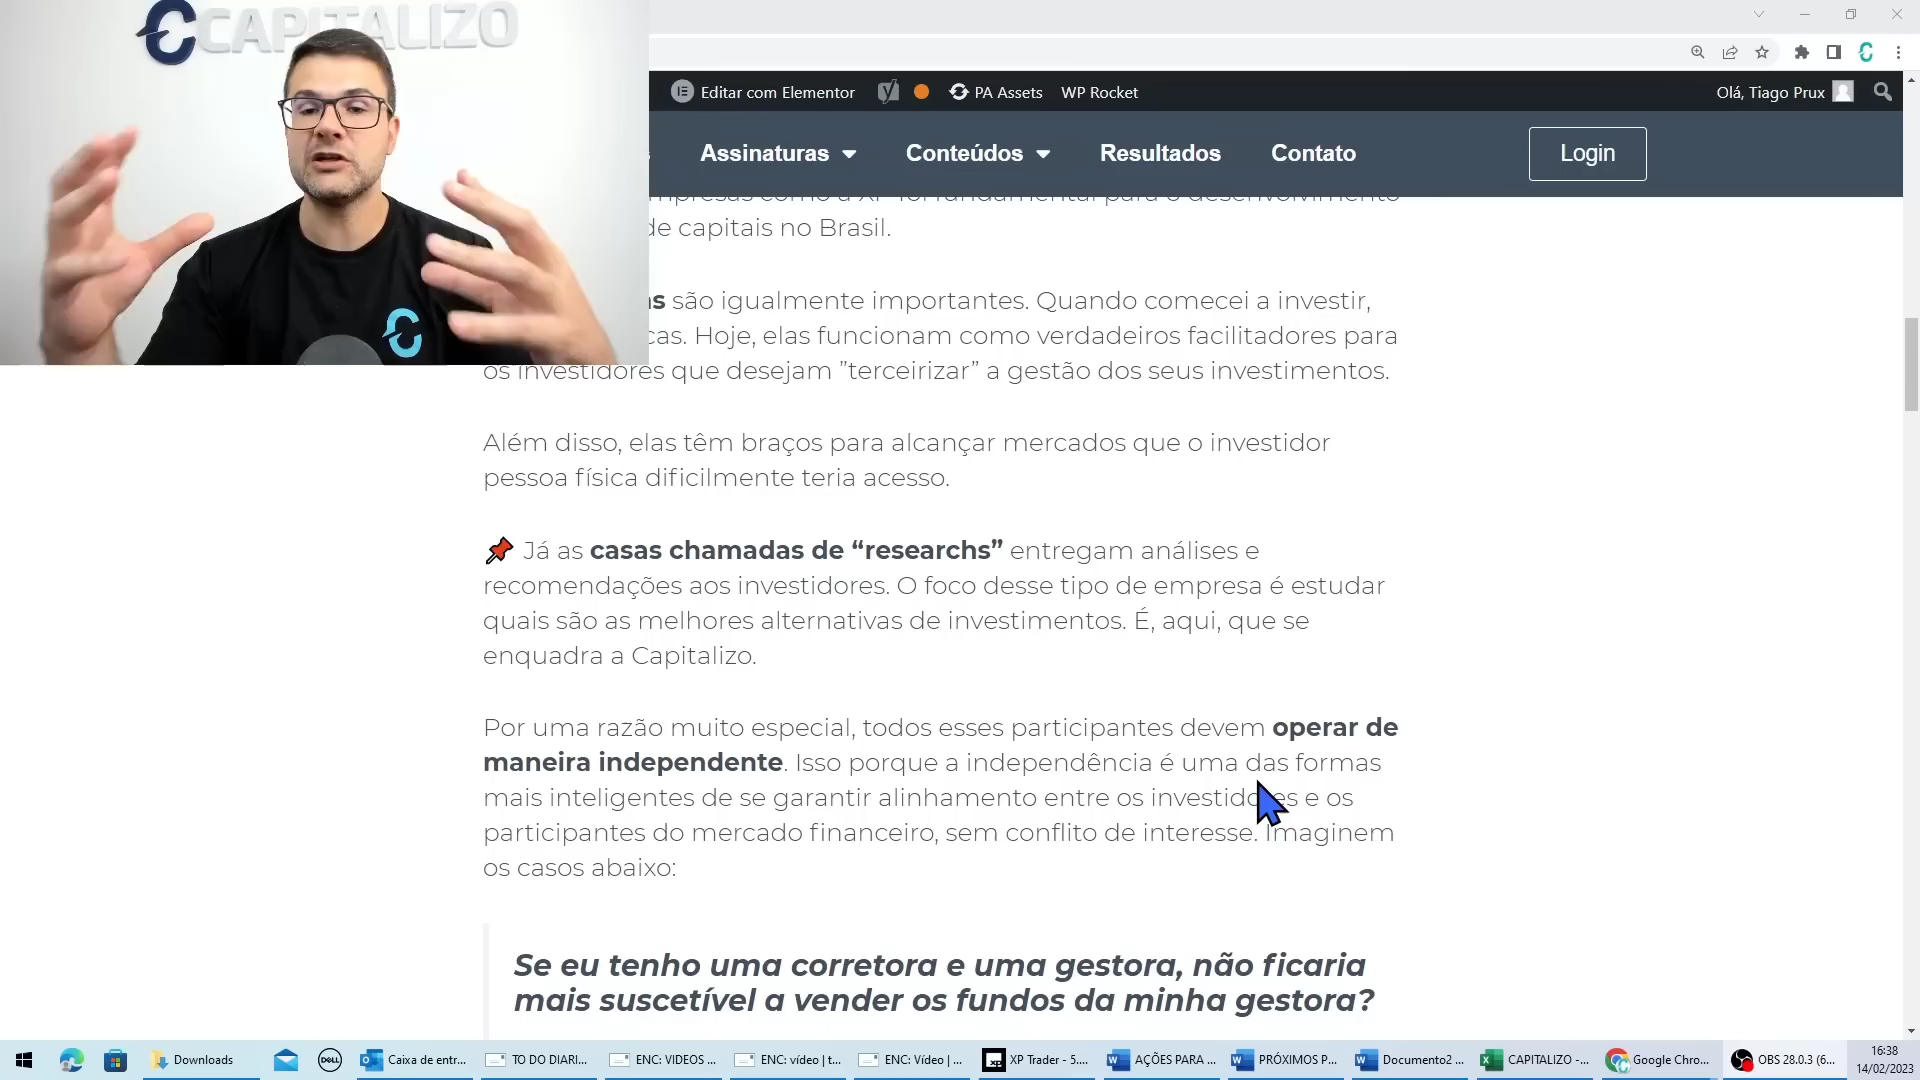 CAPITALIZO
Editar com Elementor
PA Assets
WP Rocket
Olá, Tiago Prux
Assinaturas
Conteúdos
Resultados
Contato
Login
mpresas como a XP foi fundamental para o desenvolvimento
de capitais no Brasil.
as são igualmente importantes. Quando comecei a investir,
cas. Hoje, elas funcionam como verdadeiros facilitadores para
os investidores que desejam ”terceirizar” a gestão dos seus investimentos.
Além disso, elas têm braços para alcançar mercados que o investidor
pessoa física dificilmente teria acesso.
Já as casas chamadas de “researchs” entregam análises e
recomendações aos investidores. O foco desse tipo de empresa é estudar
quais são as melhores alternativas de investimentos. É, aqui, que se
enquadra a Capitalizo.
Por uma razão muito especial, todos esses participantes devem operar de
maneira independente. Isso porque a independência é uma das formas
mais inteligentes de se garantir alinhamento entre os investidores e os
participantes do mercado financeiro, sem conflito de interesse. Imaginem
os casos abaixo:
Se eu tenho uma corretora e uma gestora, não ficaria
mais suscetível a vender os fundos da minha gestora?
Downloads
DELL
Caixa de entr...
TO DO DIARI...
ENC: VIDEOS ...
ENC: vídeo | t...
ENC: Vídeo | ...
XP Trader - 5....
AÇÕES PARA ...
PRÓXIMOS P...
Documento2 ...
CAPITALIZO -...
Google Chro...
OBS 28.0.3 (6...
16:38
14/02/2023